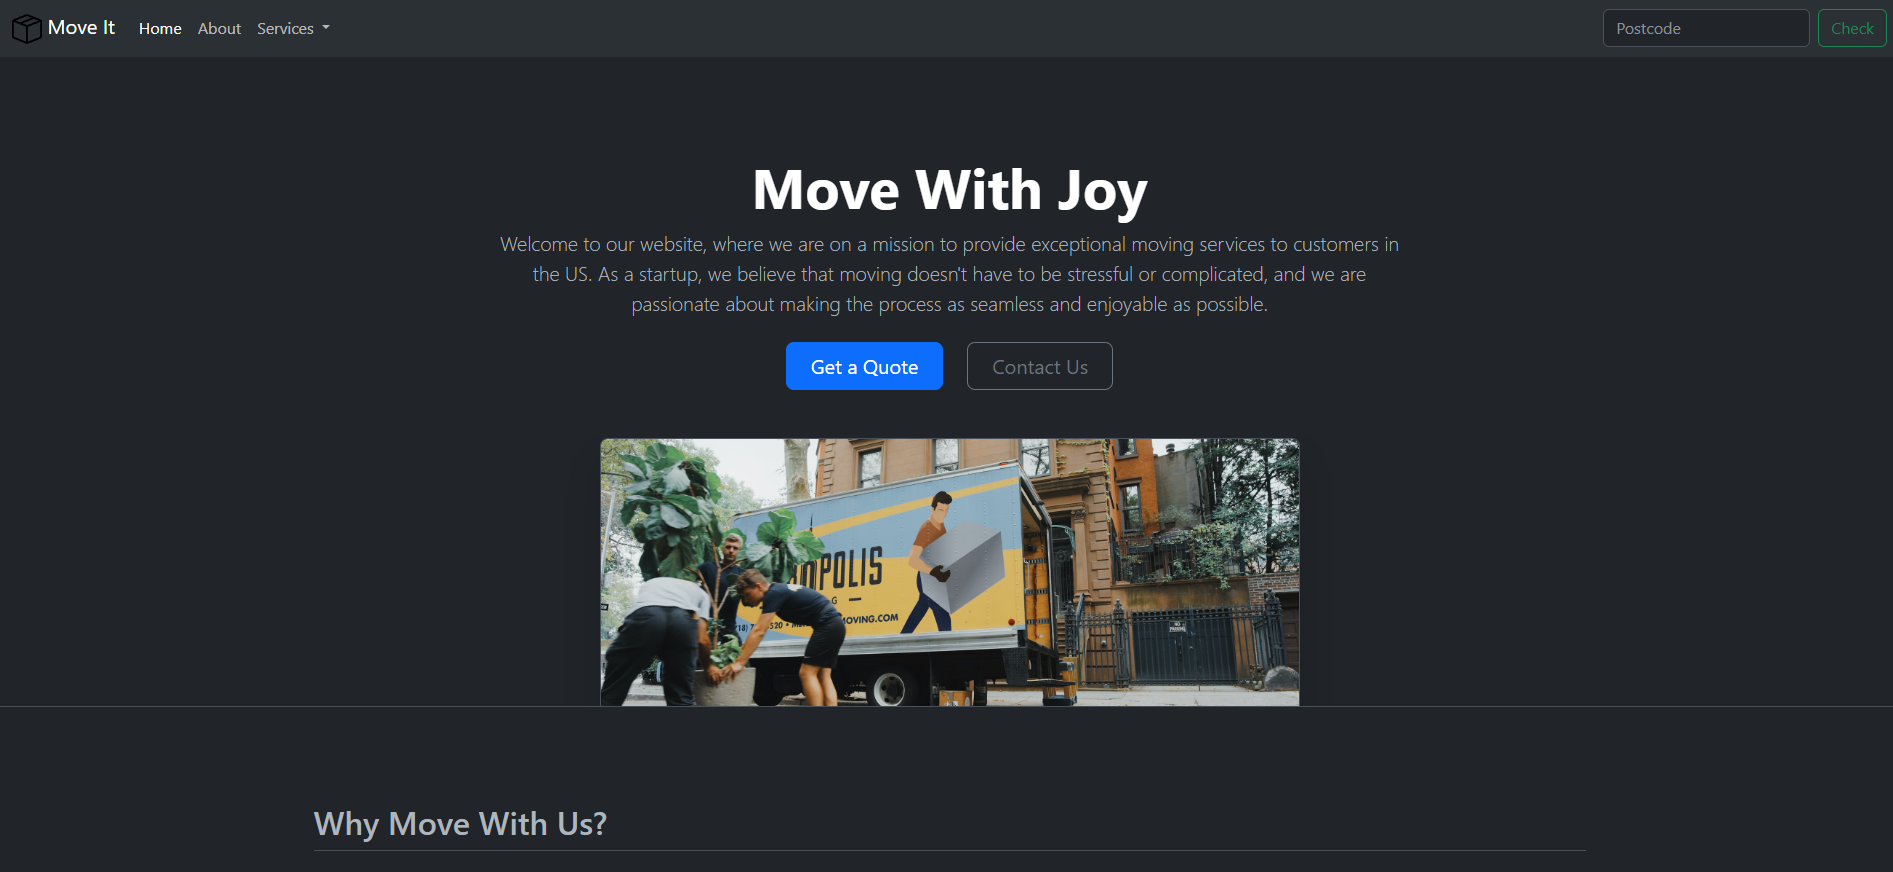 Move It
Home
About
Services
Postcode
Check
Move With Joy
Welcome to our website, where we are on a mission to provide exceptional moving services to customers in
the US. As a startup, we believe that moving doesn't have to be stressful or complicated, and we are
passionate about making the process as seamless and enjoyable as possible.
Get a Quote
Contact Us
POLIS
G
520
MOVING.COM
NO
PARKING
Why Move With Us?